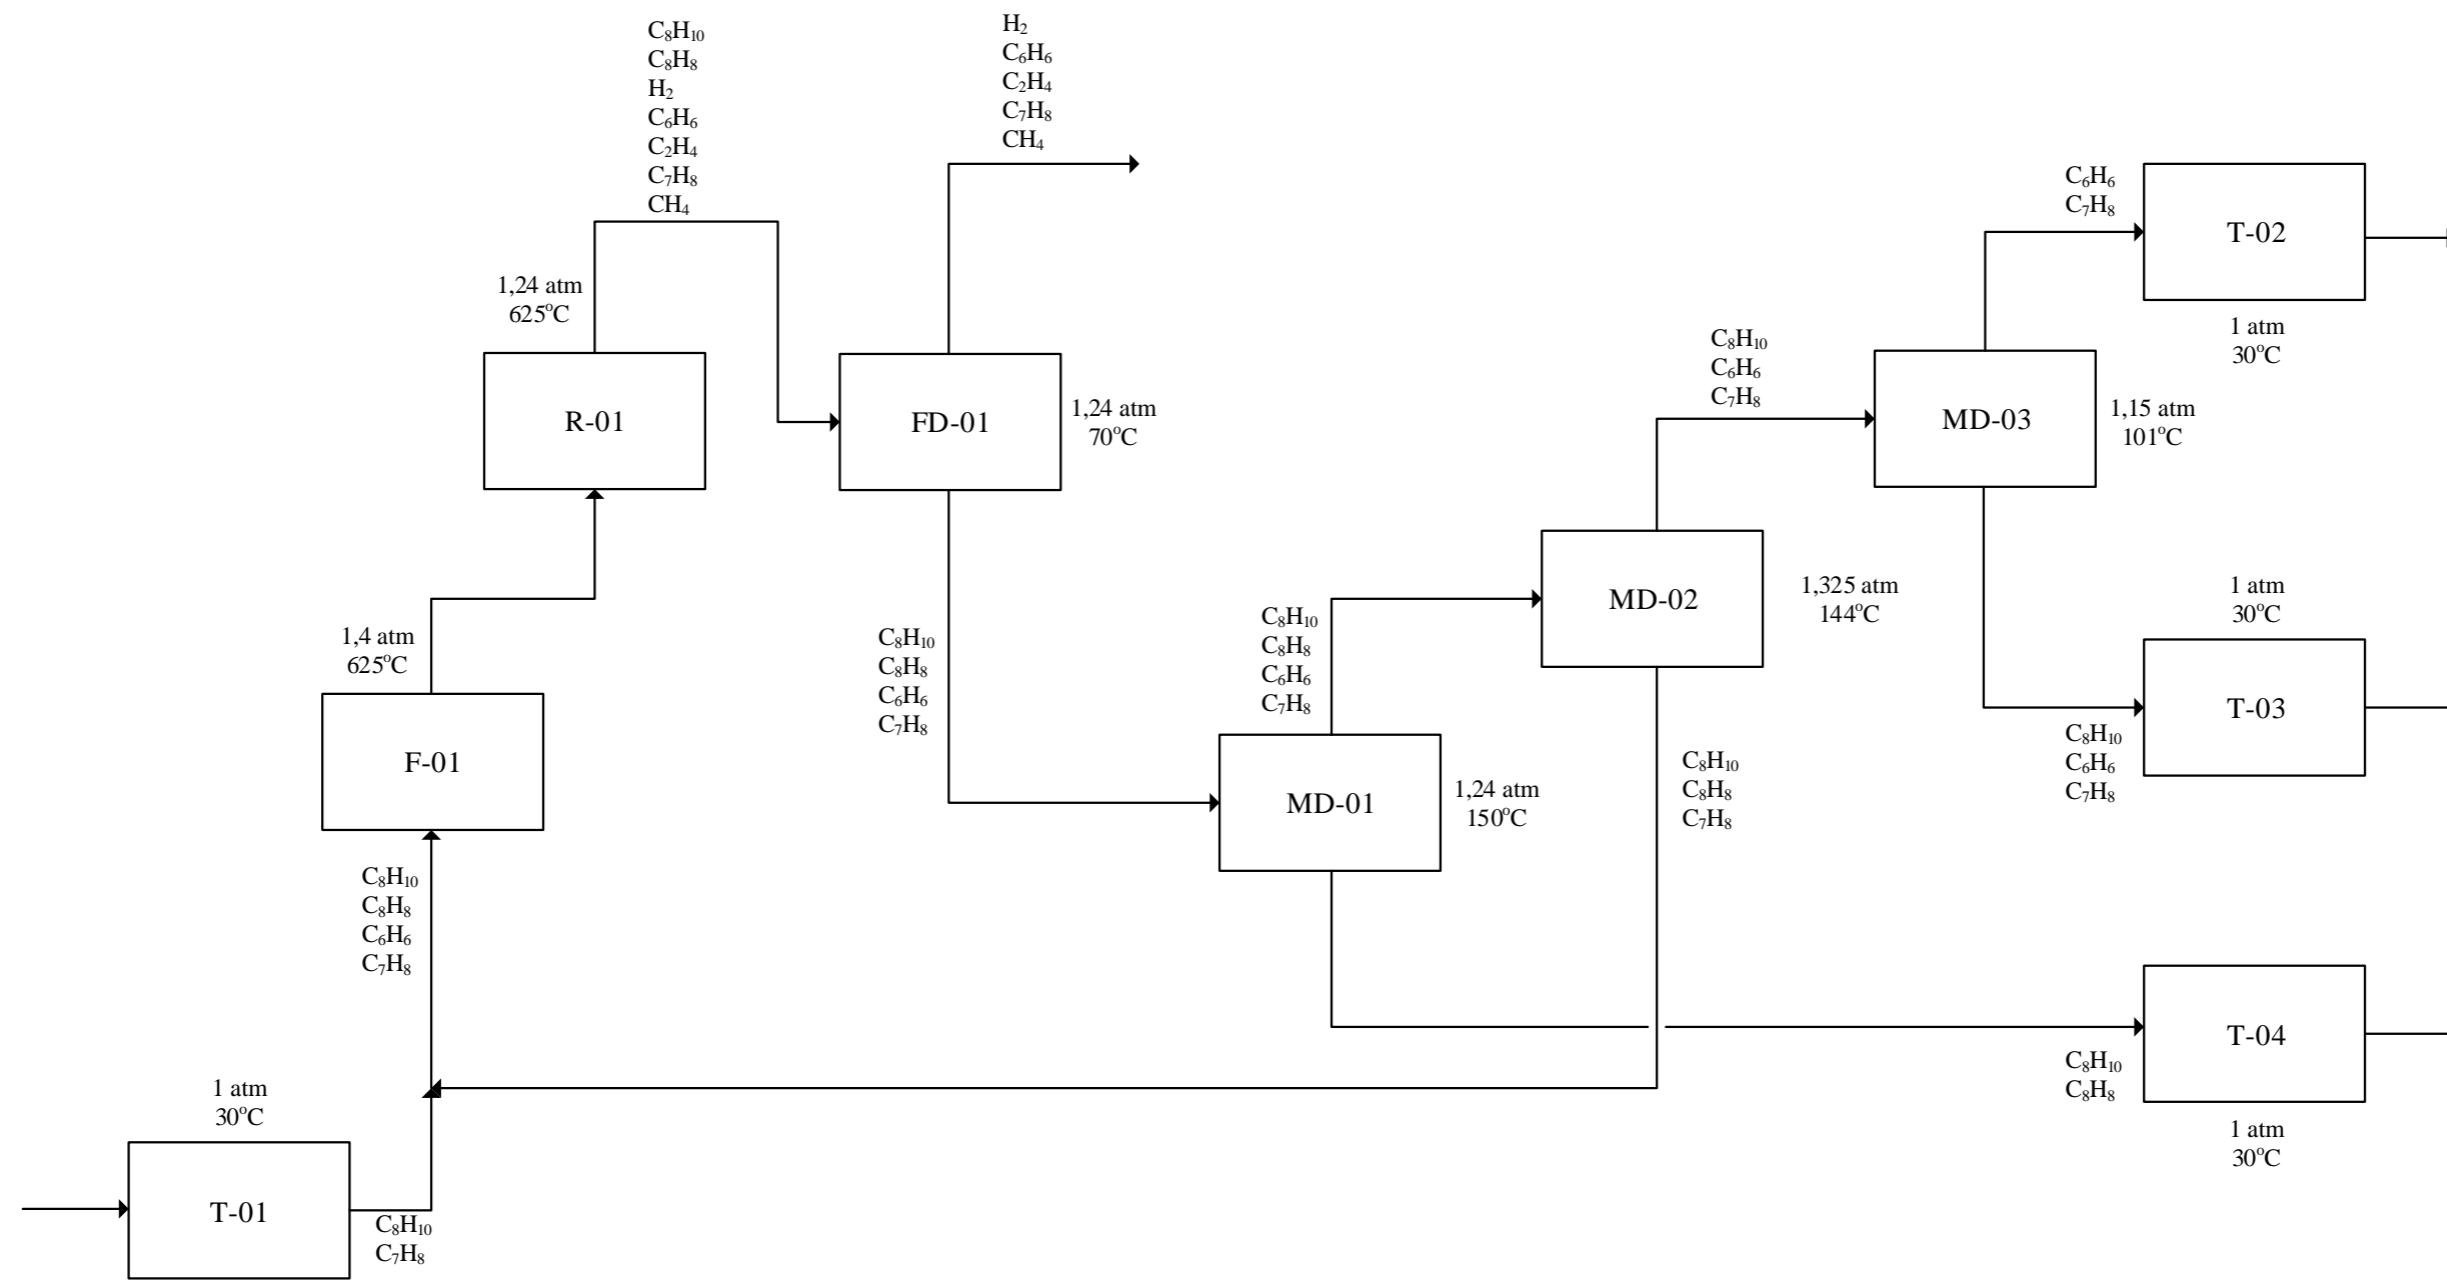 C₈H₁₀
C₈H₈
H₂
C₆H₆
C₂H₄
C₇H₈
CH₄
H₂
C₆H₆
C₂H₄
C₇H₈
CH₄
1,24 atm
625°C
R-01
FD-01
1,24 atm
70°C
C₆H₆
C₇H₈
T-02
1 atm
30°C
C₈H₁₀
C₆H₆
C₇H₈
MD-03
1,15 atm
101°C
1,4 atm
625°C
F-01
C₈H₁₀
C₈H₈
C₆H₆
C₇H₈
C₈H₁₀
C₈H₈
C₆H₆
C₇H₈
MD-02
1,325 atm
144°C
1 atm
30°C
T-03
C₈H₁₀
C₆H₆
C₇H₈
MD-01
1,24 atm
150°C
C₈H₁₀
C₈H₈
C₇H₈
C₈H₁₀
C₈H₈
C₆H₆
C₇H₈
T-04
C₈H₁₀
C₈H₈
1 atm
30°C
1 atm
30°C
T-01
C₈H₁₀
C₇H₈